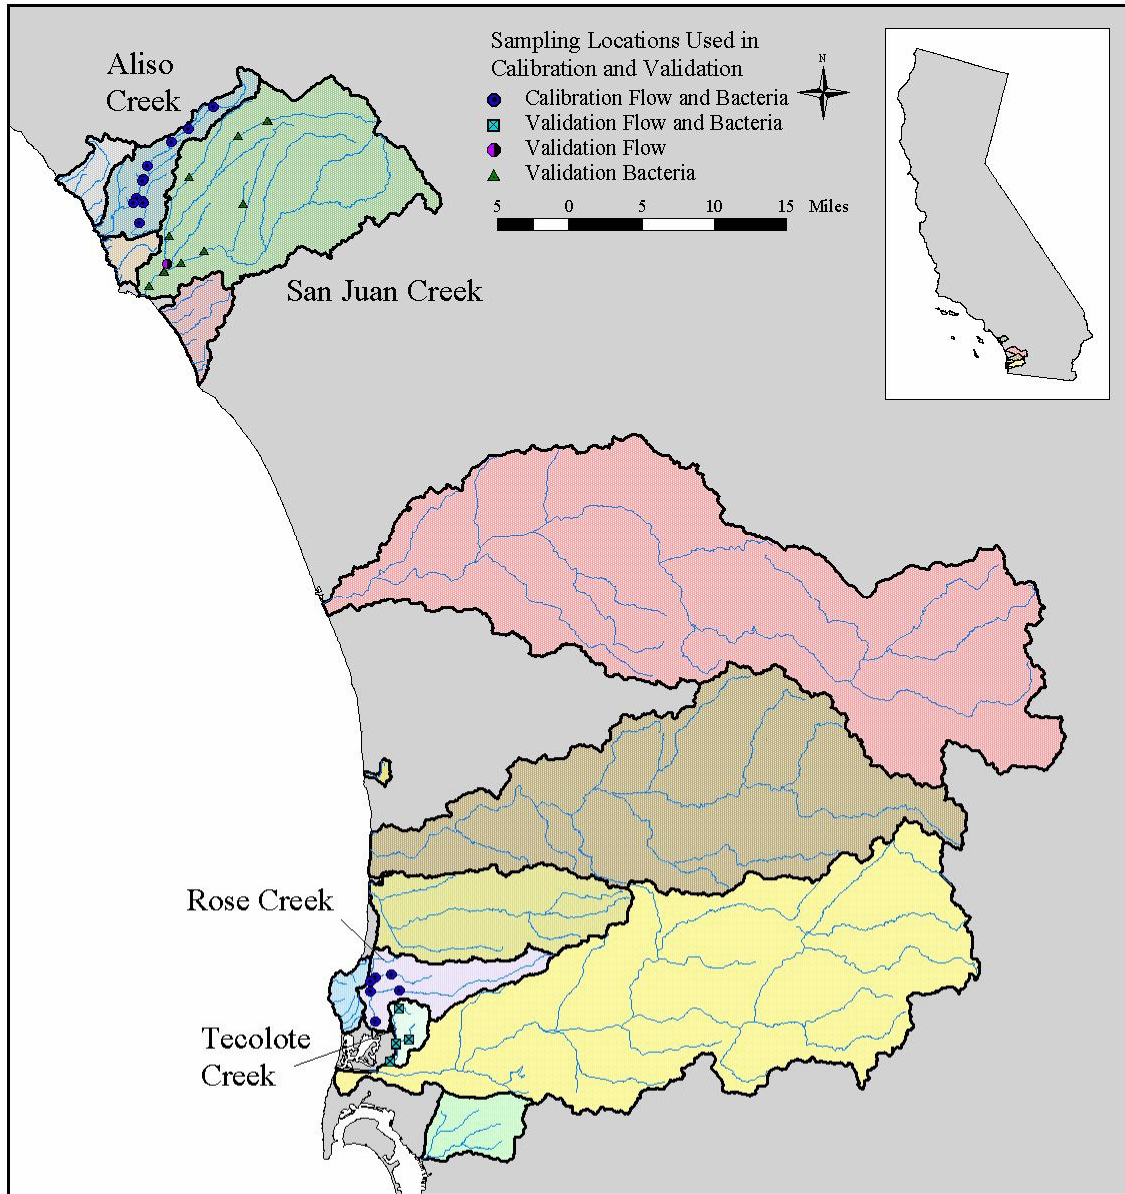 Aliso
Creek
Sampling Locations Used in
Calibration and Validation
N
Calibration Flow and Bacteria
Validation Flow and Bacteria
Validation Flow
Validation Bacteria
5 0 5 10 15 Miles
San Juan Creek
Rose Creek
Tecolote
Creek